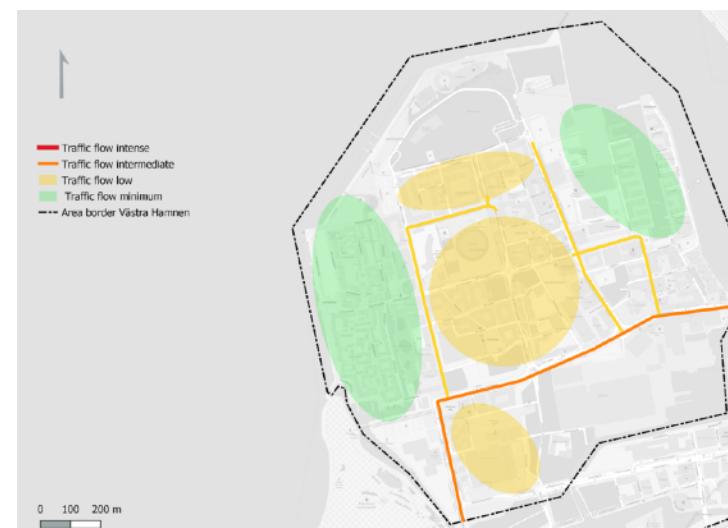 Traffic flow intense
Traffic flow intermediate
Traffic flow low
Traffic flow minimum
Area border Västra Hamnen
0 100 200 m